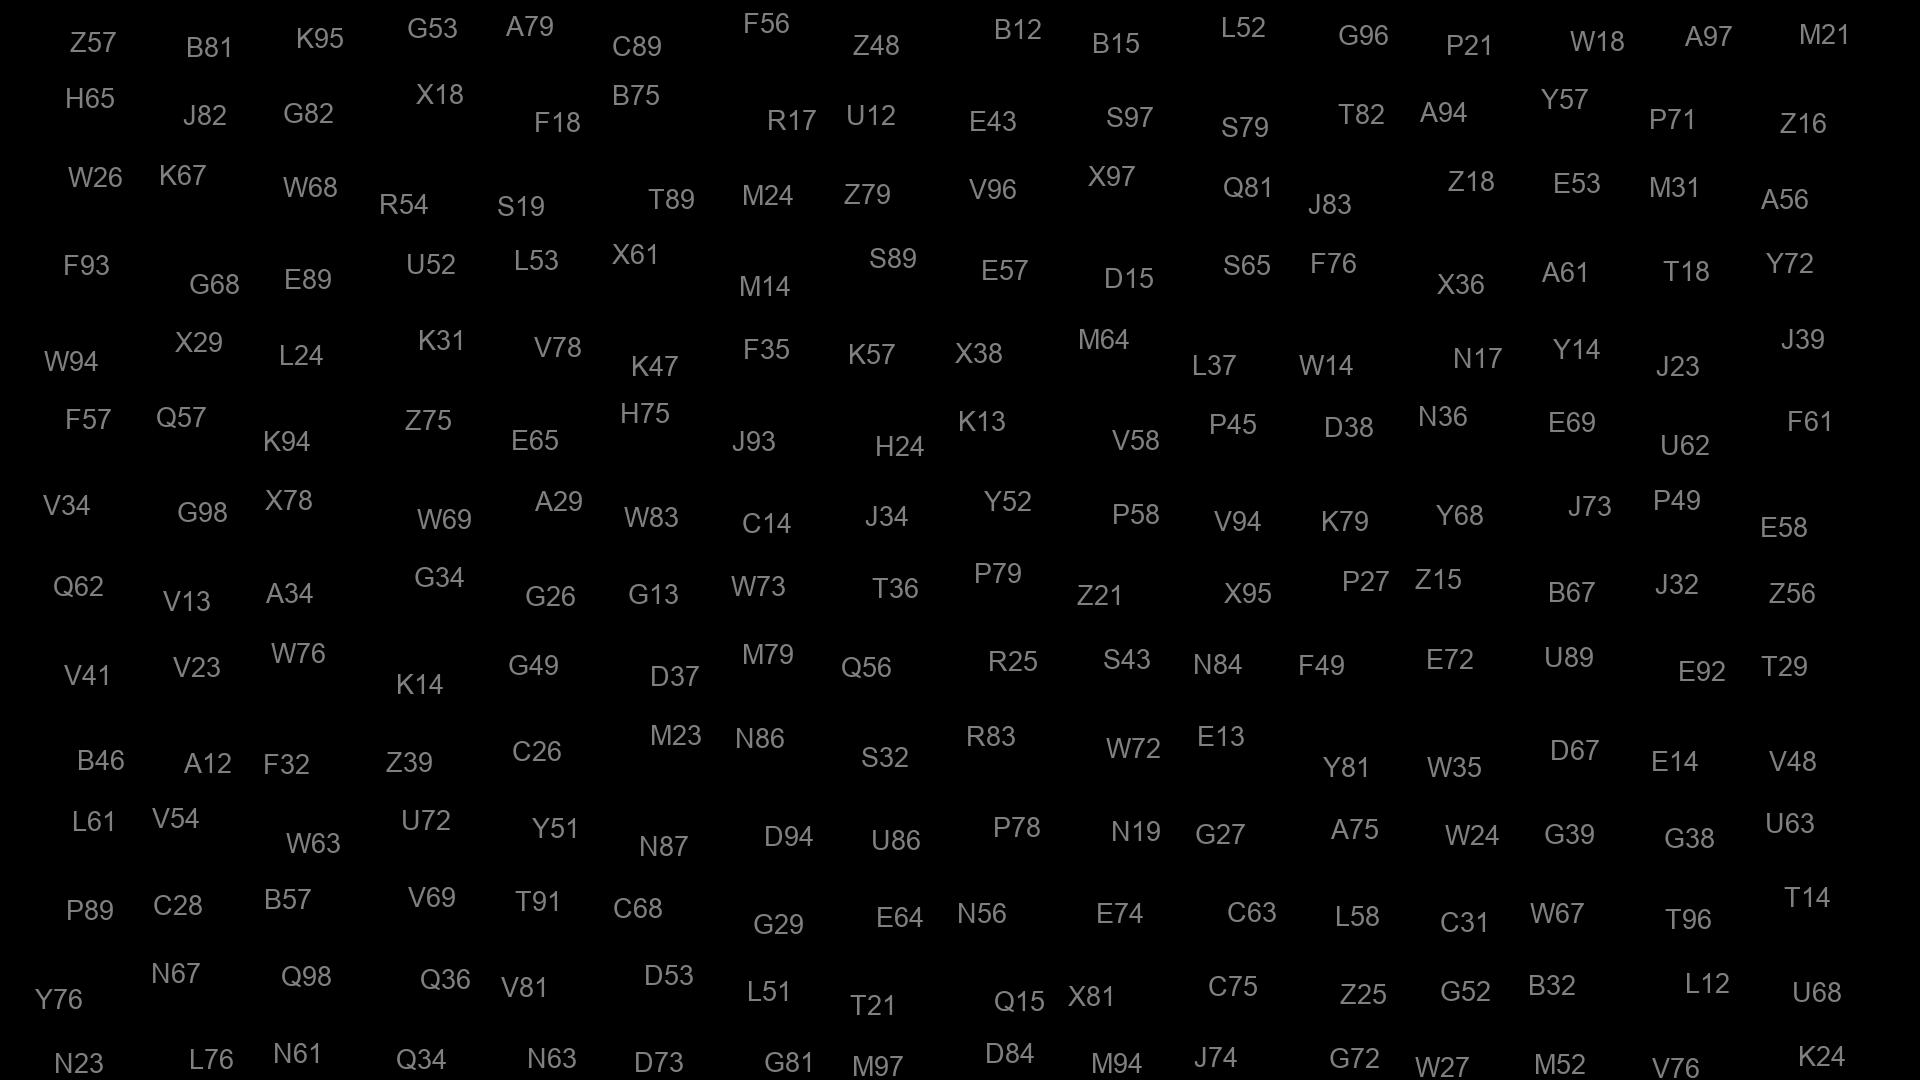 Z57 B81 K95 G53 A79 C89 F56 Z48 B12 B15 L52 G96 P21 W18 A97 M21
H65 J82 G82 X18 F18 B75 R17 U12 E43 S97 S79 T82 A94 Y57 P71 Z16
W26 K67 W68 R54 S19 T89 M24 Z79 V96 X97 Q81 J83 Z18 E53 M31 A56
F93 G68 E89 U52 L53 X61 M14 S89 E57 D15 S65 F76 X36 A61 T18 Y72
W94 X29 L24 K31 V78 K47 F35 K57 X38 M64 L37 W14 N17 Y14 J23 J39
F57 Q57 K94 Z75 E65 H75 J93 H24 K13 V58 P45 D38 N36 E69 U62 F61
V34 G98 X78 W69 A29 W83 C14 J34 Y52 P58 V94 K79 Y68 J73 P49 E58
Q62 V13 A34 G34 G26 G13 W73 T36 P79 Z21 X95 P27 Z15 B67 J32 Z56
V41 V23 W76 K14 G49 D37 M79 Q56 R25 S43 N84 F49 E72 U89 E92 T29
B46 A12 F32 Z39 C26 M23 N86 S32 R83 W72 E13 Y81 W35 D67 E14 V48
L61 V54 W63 U72 Y51 N87 D94 U86 P78 N19 G27 A75 W24 G39 G38 U63
P89 C28 B57 V69 T91 C68 G29 E64 N56 E74 C63 L58 C31 W67 T96 T14
Y76 N67 Q98 Q36 V81 D53 L51 T21 Q15 X81 C75 Z25 G52 B32 L12 U68
N23 L76 N61 Q34 N63 D73 G81 M97 D84 M94 J74 G72 W27 M52 V76 K24